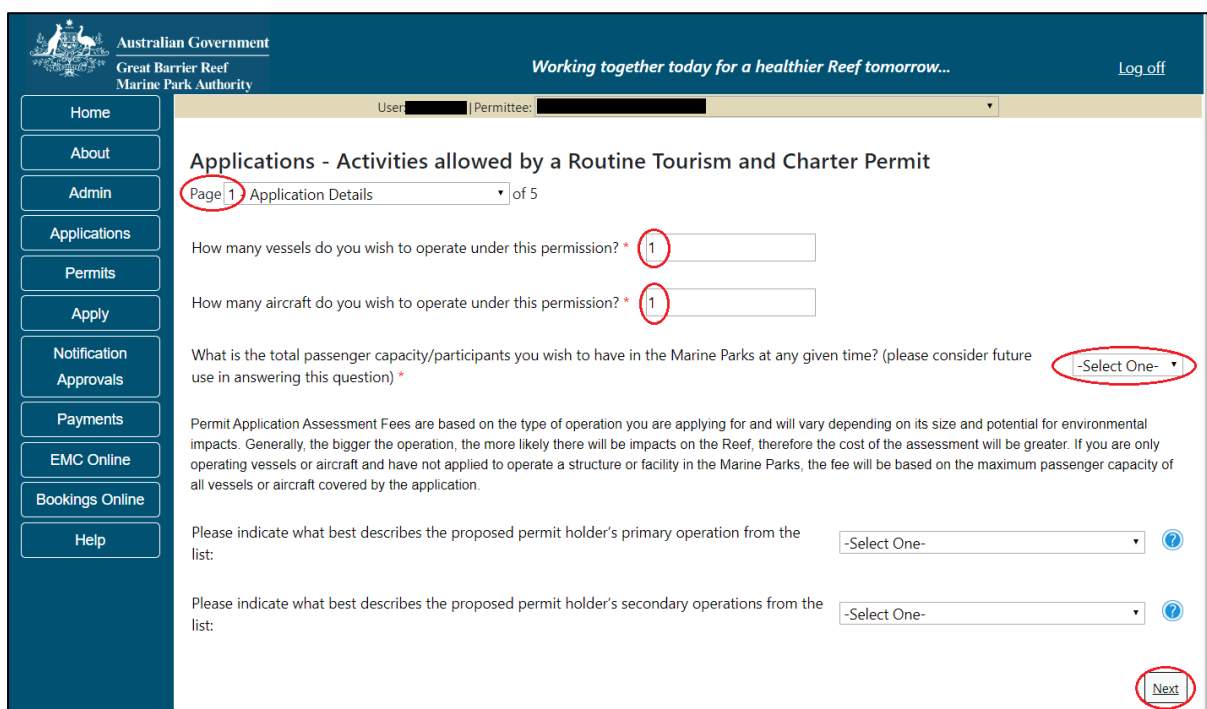 Australian Government
Great Barrier Reef
Marine Park Authority
Working together today for a healthier Reef tomorrow...
Log off
User: | Permittee:
Home
About
Admin
Applications
Permits
Apply
Notification
Approvals
Payments
EMC Online
Bookings Online
Help
Applications - Activities allowed by a Routine Tourism and Charter Permit
Page 1 - Application Details of 5
How many vessels do you wish to operate under this permission? * 1
How many aircraft do you wish to operate under this permission? * 1
What is the total passenger capacity/participants you wish to have in the Marine Parks at any given time? (please consider future
use in answering this question) *
-Select One-
Permit Application Assessment Fees are based on the type of operation you are applying for and will vary depending on its size and potential for environmental
impacts. Generally, the bigger the operation, the more likely there will be impacts on the Reef, therefore the cost of the assessment will be greater. If you are only
operating vessels or aircraft and have not applied to operate a structure or facility in the Marine Parks, the fee will be based on the maximum passenger capacity of
all vessels or aircraft covered by the application.
Please indicate what best describes the proposed permit holder's primary operation from the
list:
-Select One-
?
Please indicate what best describes the proposed permit holder's secondary operations from the
list:
-Select One-
?
Next